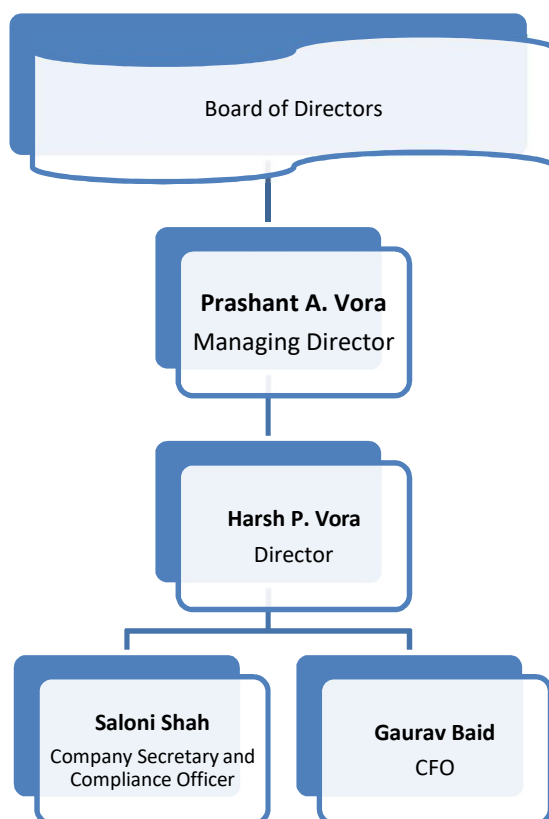 Board of Directors
Prashant A. Vora
Managing Director
Harsh P. Vora
Director
Saloni Shah
Company Secretary and
Compliance Officer
Gaurav Baid
CFO